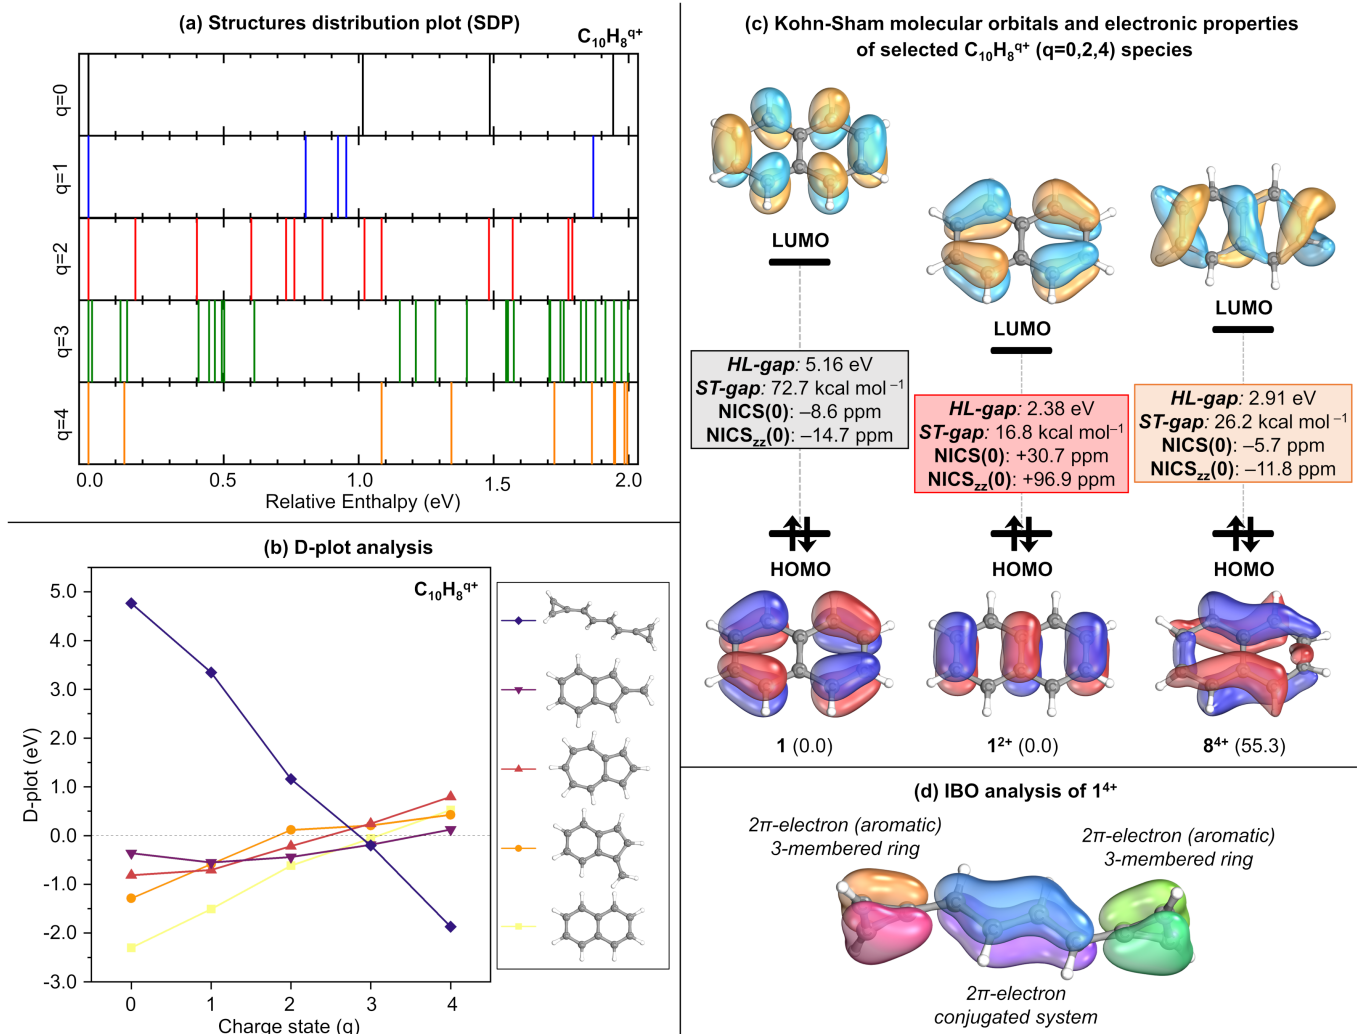 (a) Structures distribution plot (SDP)
C₁₀H₈^q+
q=0
q=1
q=2
q=3
q=4
0.0 0.5 1.0 1.5 2.0
Relative Enthalpy (eV)
(b) D-plot analysis
C₁₀H₈^q+
D-plot (eV)
5.0
4.0
3.0
2.0
1.0
0.0
-1.0
-2.0
-3.0
0 1 2 3 4
Charge state (q)
(c) Kohn-Sham molecular orbitals and electronic properties
of selected C₁₀H₈^q+ (q=0,2,4) species
LUMO
HL-gap: 5.16 eV
ST-gap: 72.7 kcal mol⁻¹
NICS(0): –8.6 ppm
NICSzz(0): –14.7 ppm
HOMO
1 (0.0)
LUMO
HL-gap: 2.38 eV
ST-gap: 16.8 kcal mol⁻¹
NICS(0): +30.7 ppm
NICSzz(0): +96.9 ppm
HOMO
1²⁺ (0.0)
LUMO
HL-gap: 2.91 eV
ST-gap: 26.2 kcal mol⁻¹
NICS(0): –5.7 ppm
NICSzz(0): –11.8 ppm
HOMO
8⁴⁺ (55.3)
(d) IBO analysis of 1⁴⁺
2π-electron (aromatic)
3-membered ring
2π-electron (aromatic)
3-membered ring
2π-electron
conjugated system